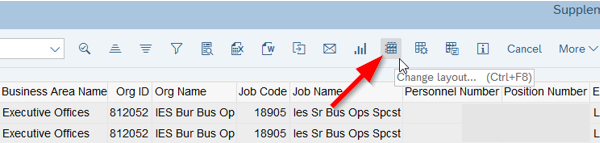 Supplem
Cancel More
Change layout... (Ctrl+F8)
Business Area Name Org ID Org Name Job Code Job Name Personnel Number Position Number E
Executive Offices 812052 IES Bur Bus Op 18905 Ies Sr Bus Ops Spcst L
Executive Offices 812052 IES Bur Bus Op 18905 Ies Sr Bus Ops Spcst L